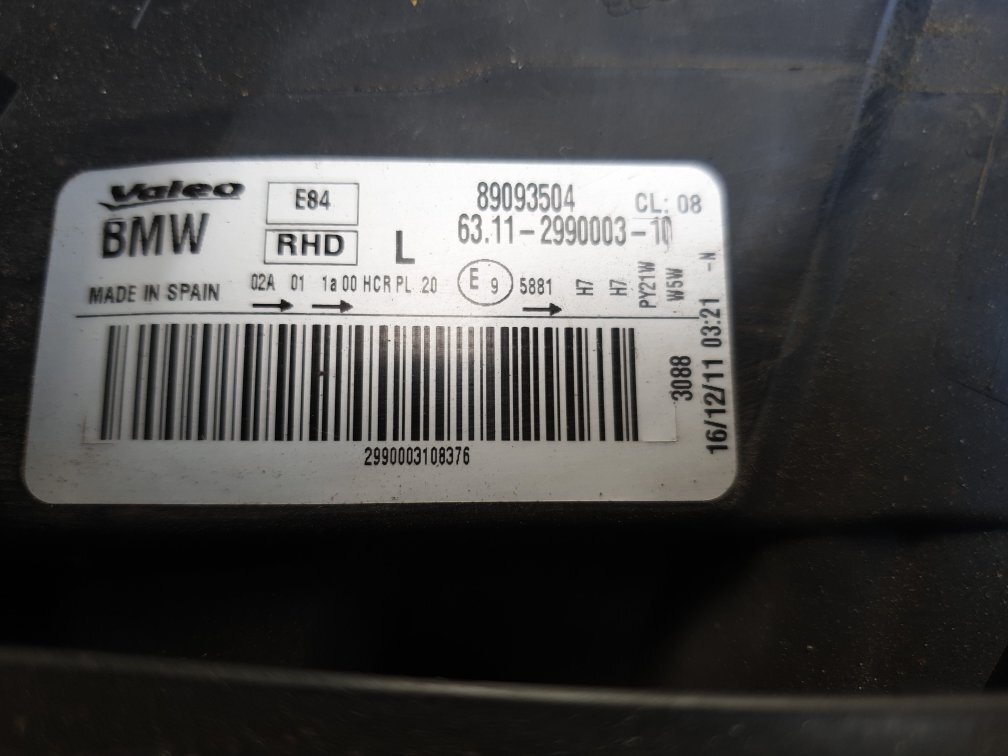 Valeo E84 89093504 CL: 08
BMW RHD L 63.11-2990003-10
MADE IN SPAIN 02A 01 1a 00 HCR PL 20 E 9 5881 H7 H7 PY21W W5W -N
3088
16/12/11 03:21
2990003108376